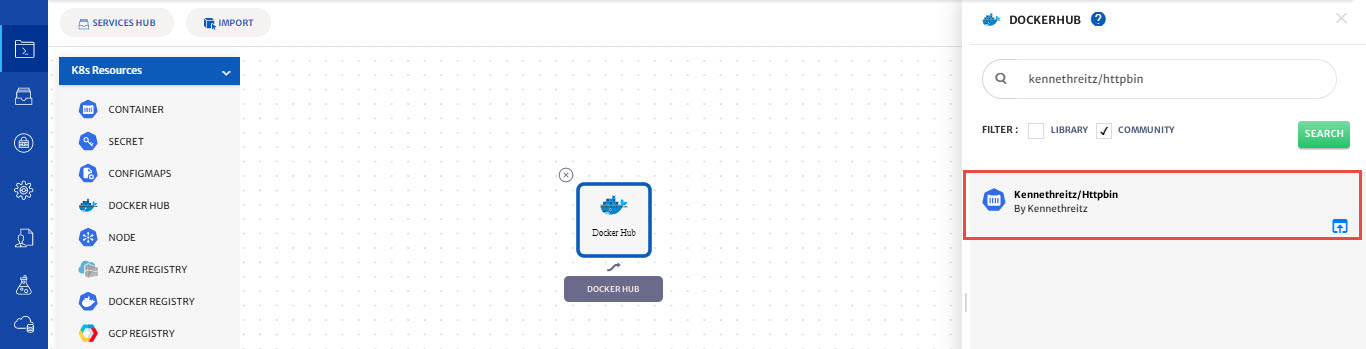 SERVICES HUB
IMPORT
K8s Resources
CONTAINER
SECRET
CONFIGMAPS
DOCKER HUB
NODE
AZURE REGISTRY
DOCKER REGISTRY
GCP REGISTRY
Docker Hub
DOCKER HUB
DOCKERHUB ?
kennethreitz/httpbin
FILTER : LIBRARY COMMUNITY
SEARCH
Kennethreitz/Httpbin
By Kennethreitz